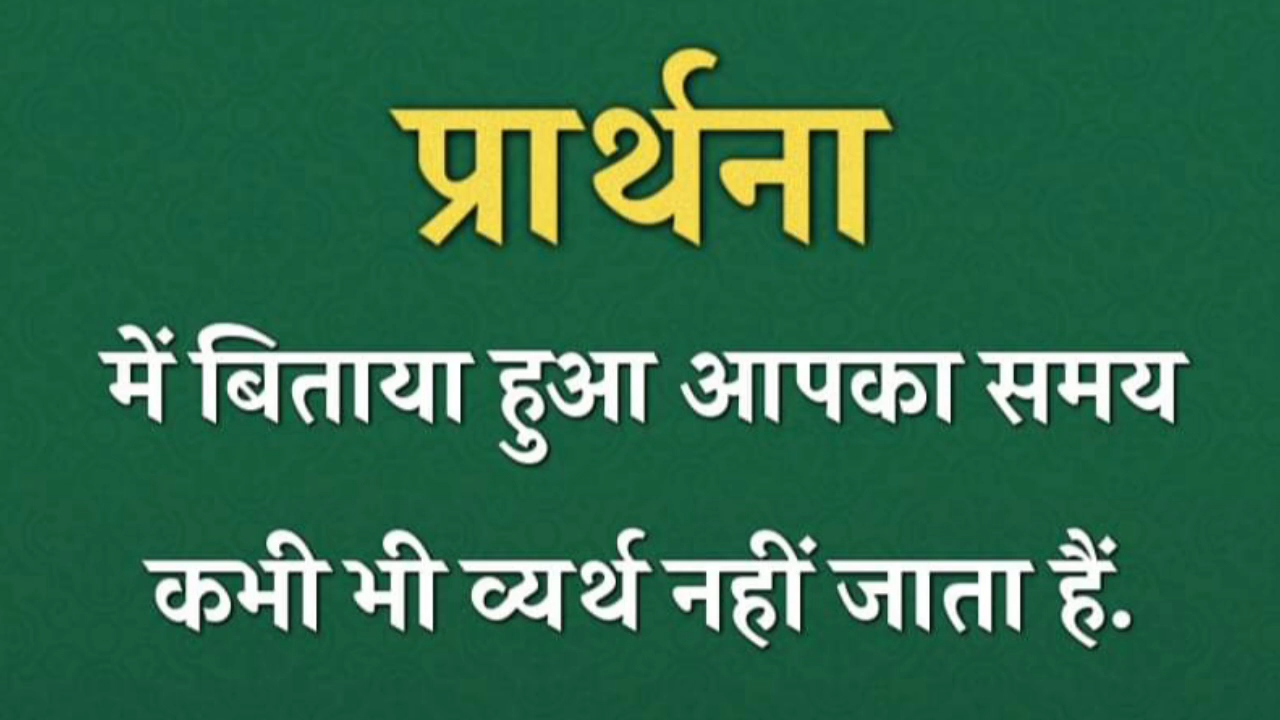 प्रार्थना
में बिताया हुआ आपका समय
कभी भी व्यर्थ नहीं जाता हैं.